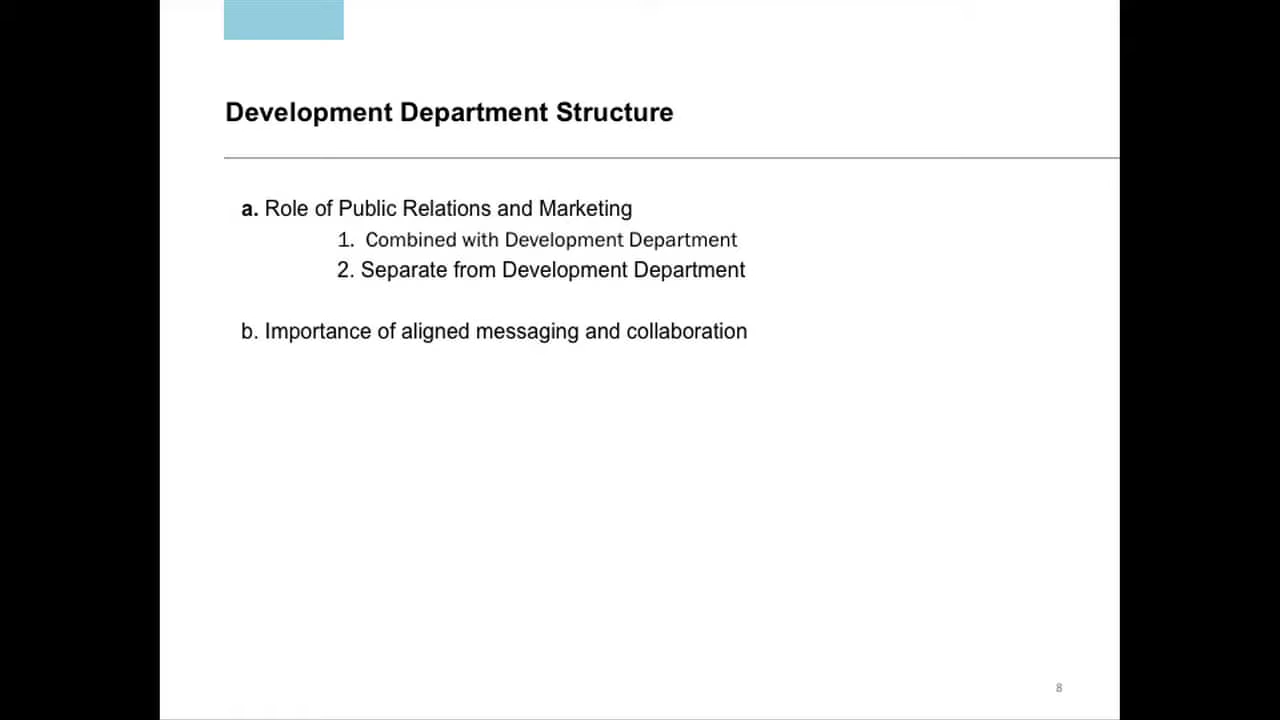 Development Department Structure
a. Role of Public Relations and Marketing
1. Combined with Development Department
2. Separate from Development Department
b. Importance of aligned messaging and collaboration
8